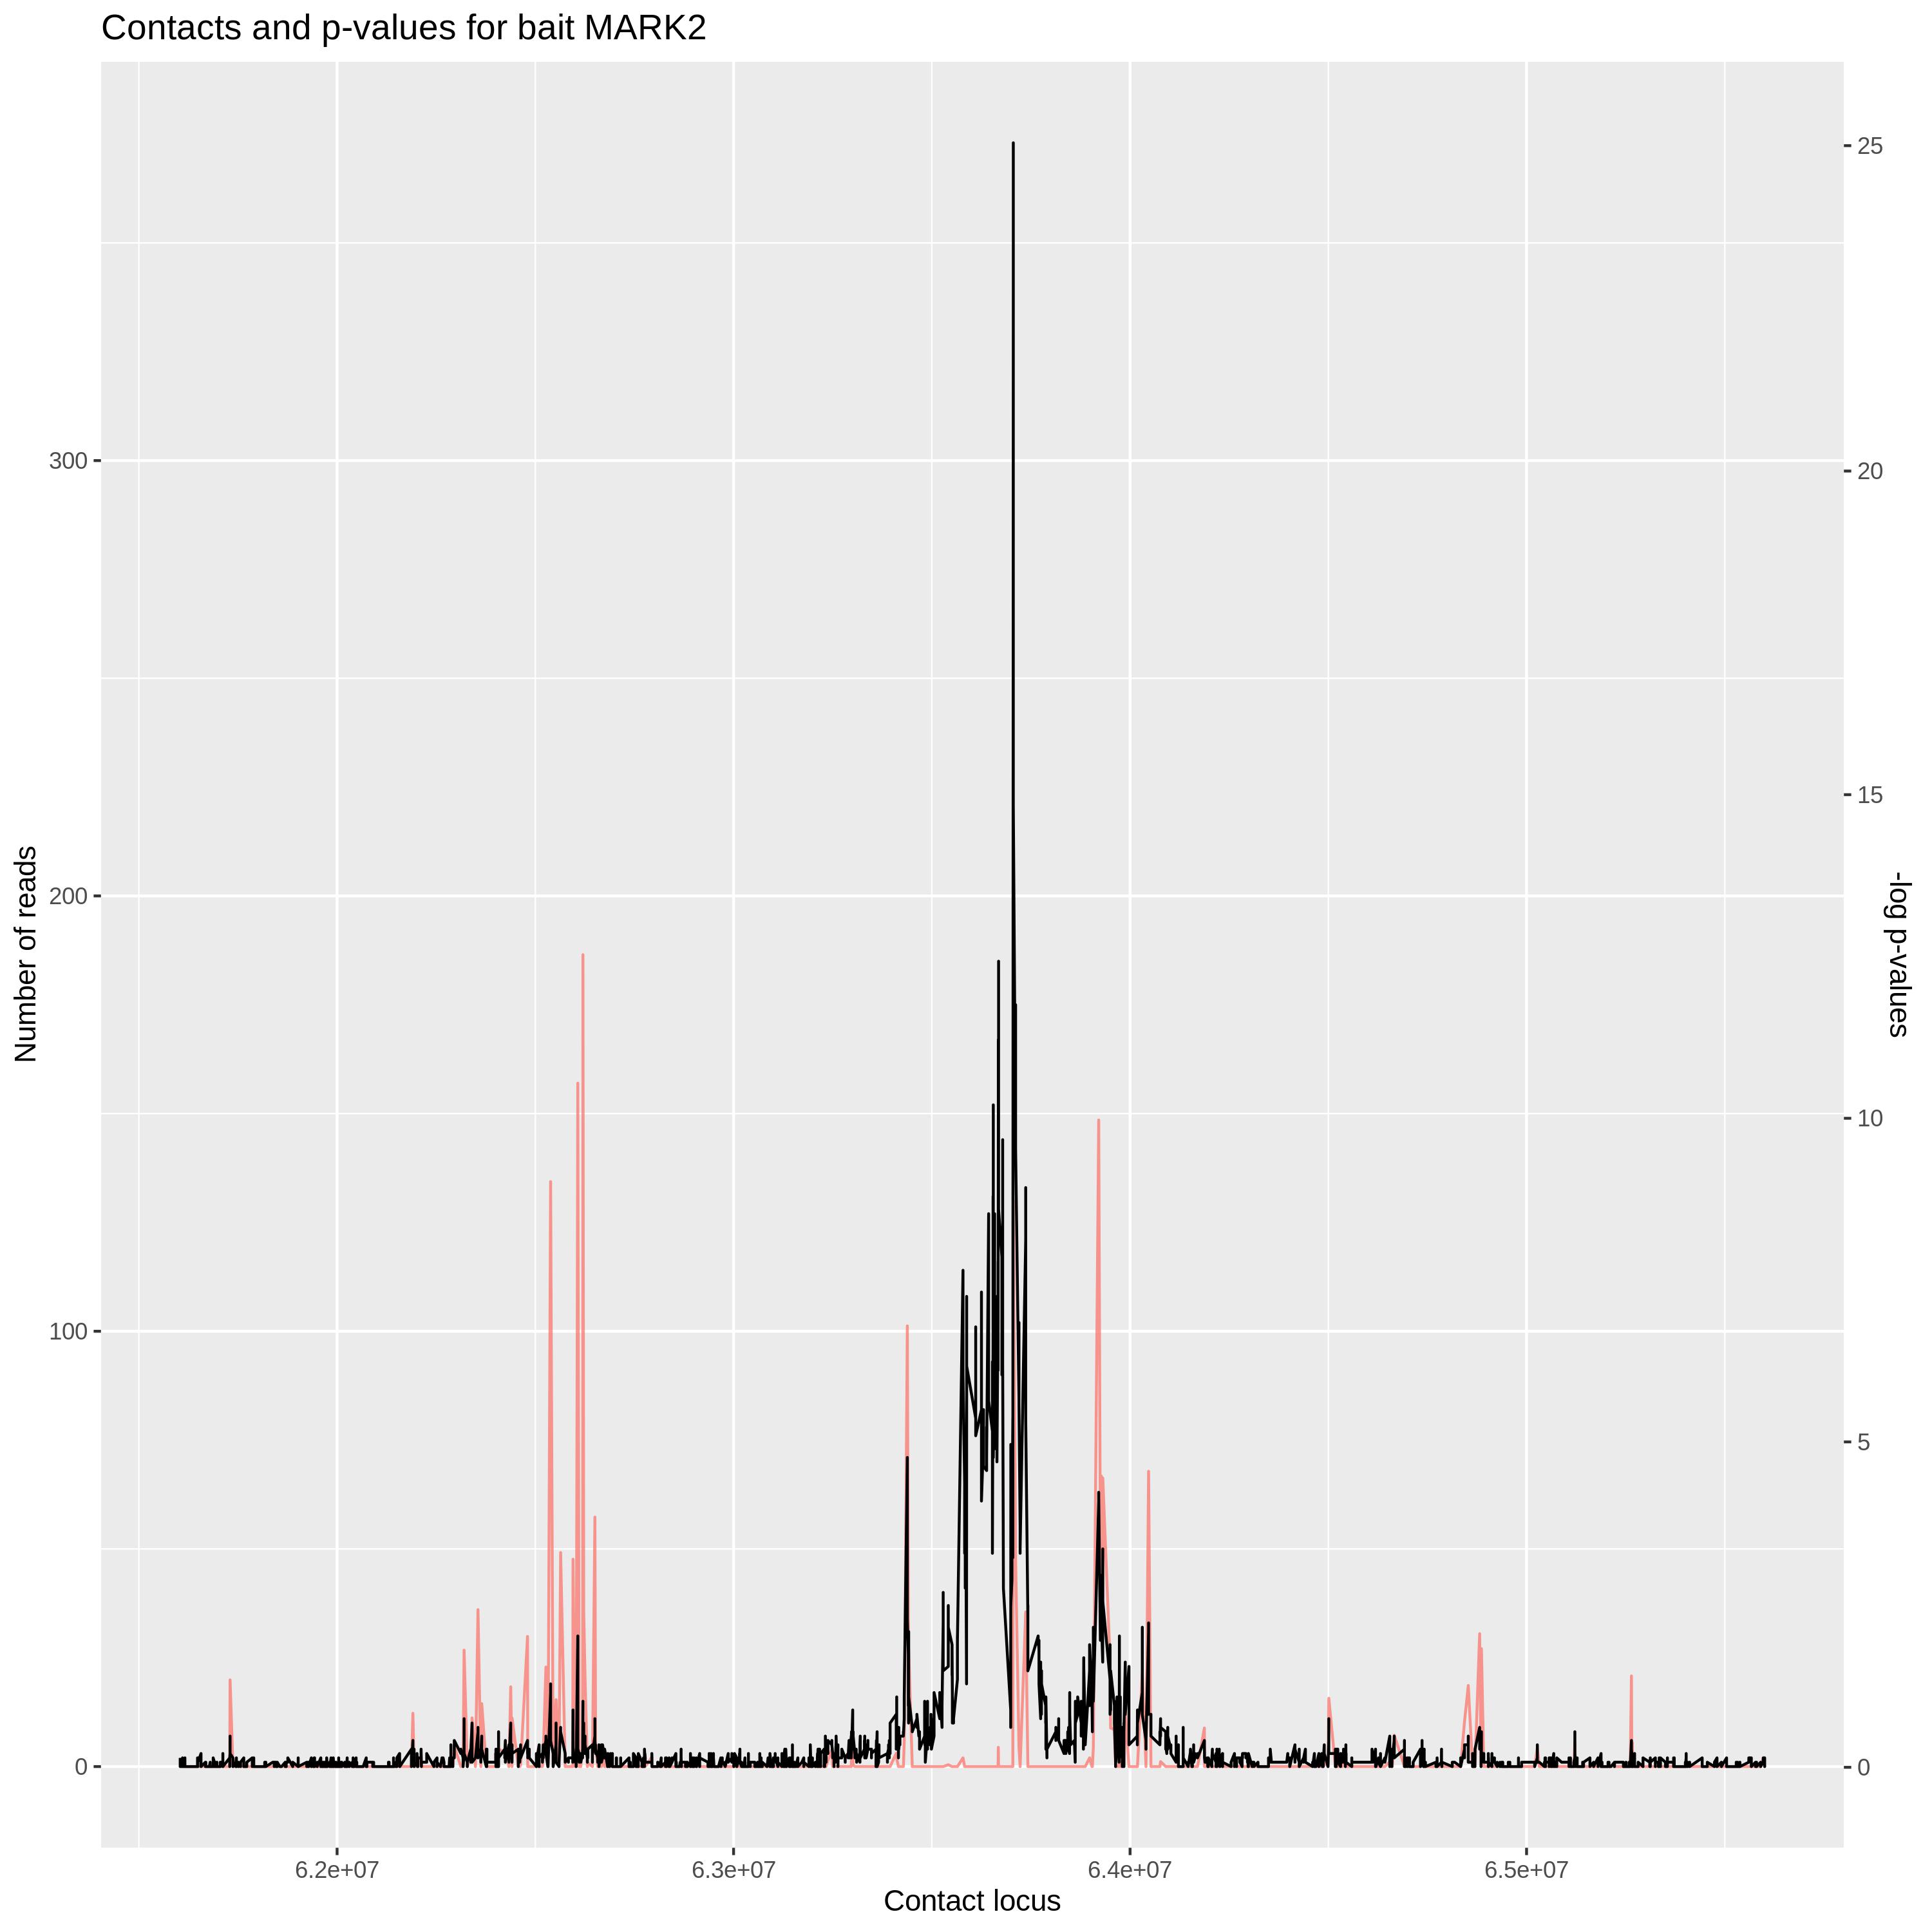 Contacts and p-values for bait MARK2
Number of reads
300
200
100
0
25
20
15
10
5
0
-log p-values
6.2e+07
6.3e+07
6.4e+07
6.5e+07
Contact locus